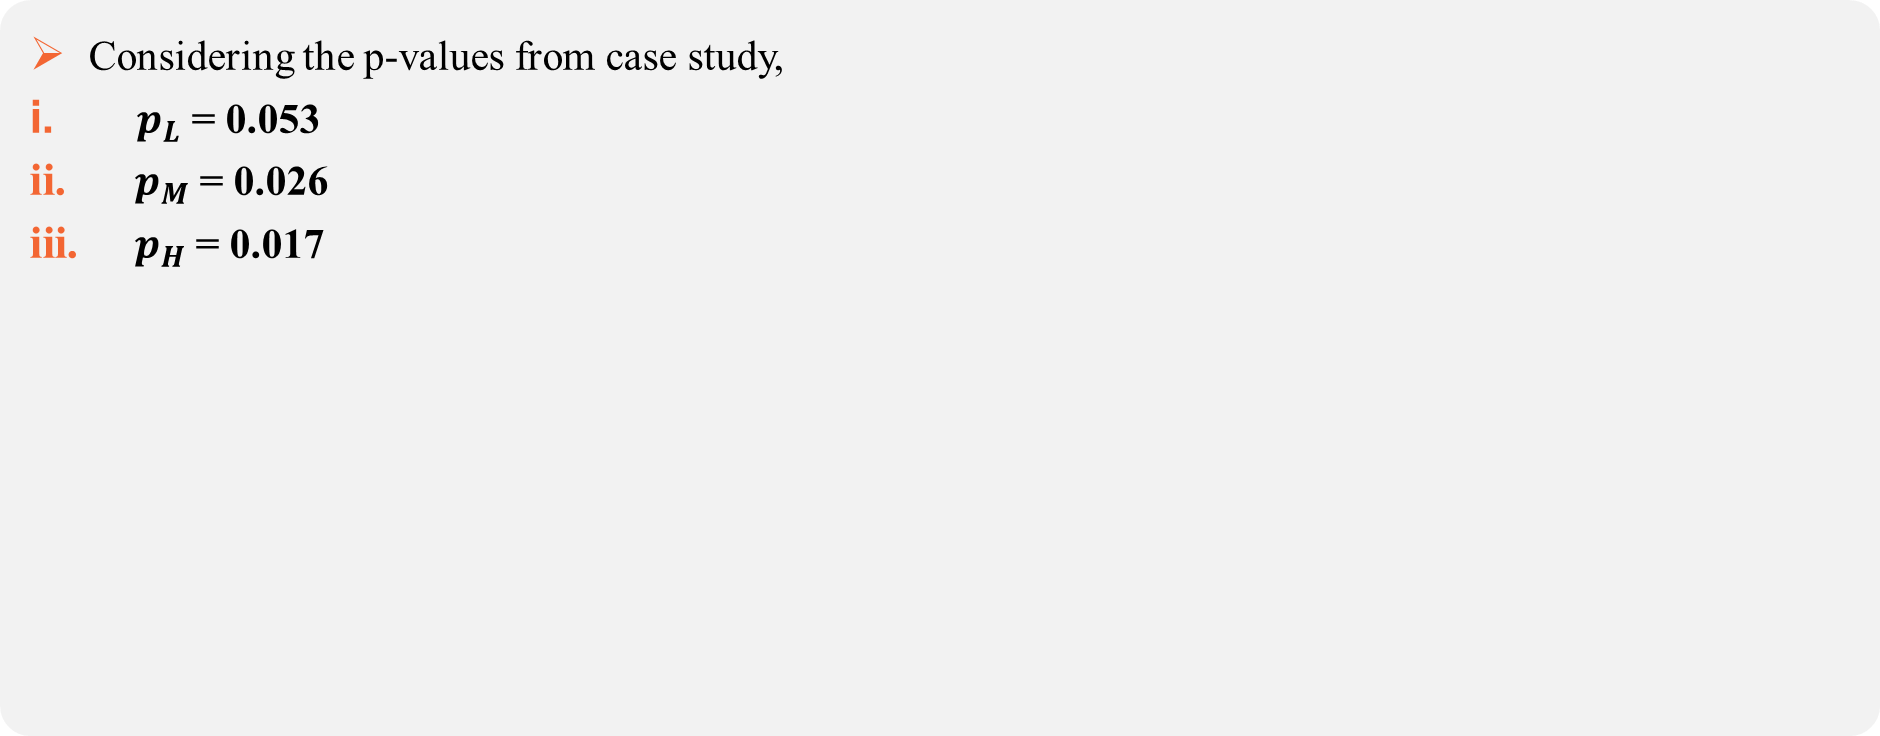 ➢ Considering the p-values from case study,
i. p_L = 0.053
ii. p_M = 0.026
iii. p_H = 0.017